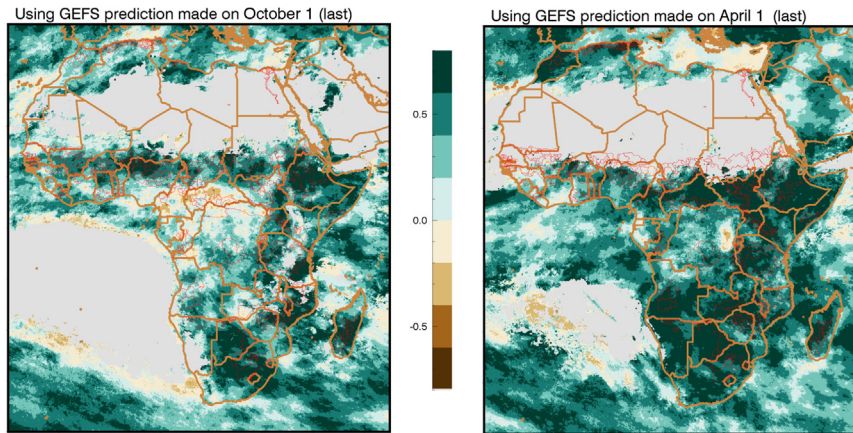 Using GEFS prediction made on October 1 (last)
Using GEFS prediction made on April 1 (last)
0.5
0.0
-0.5